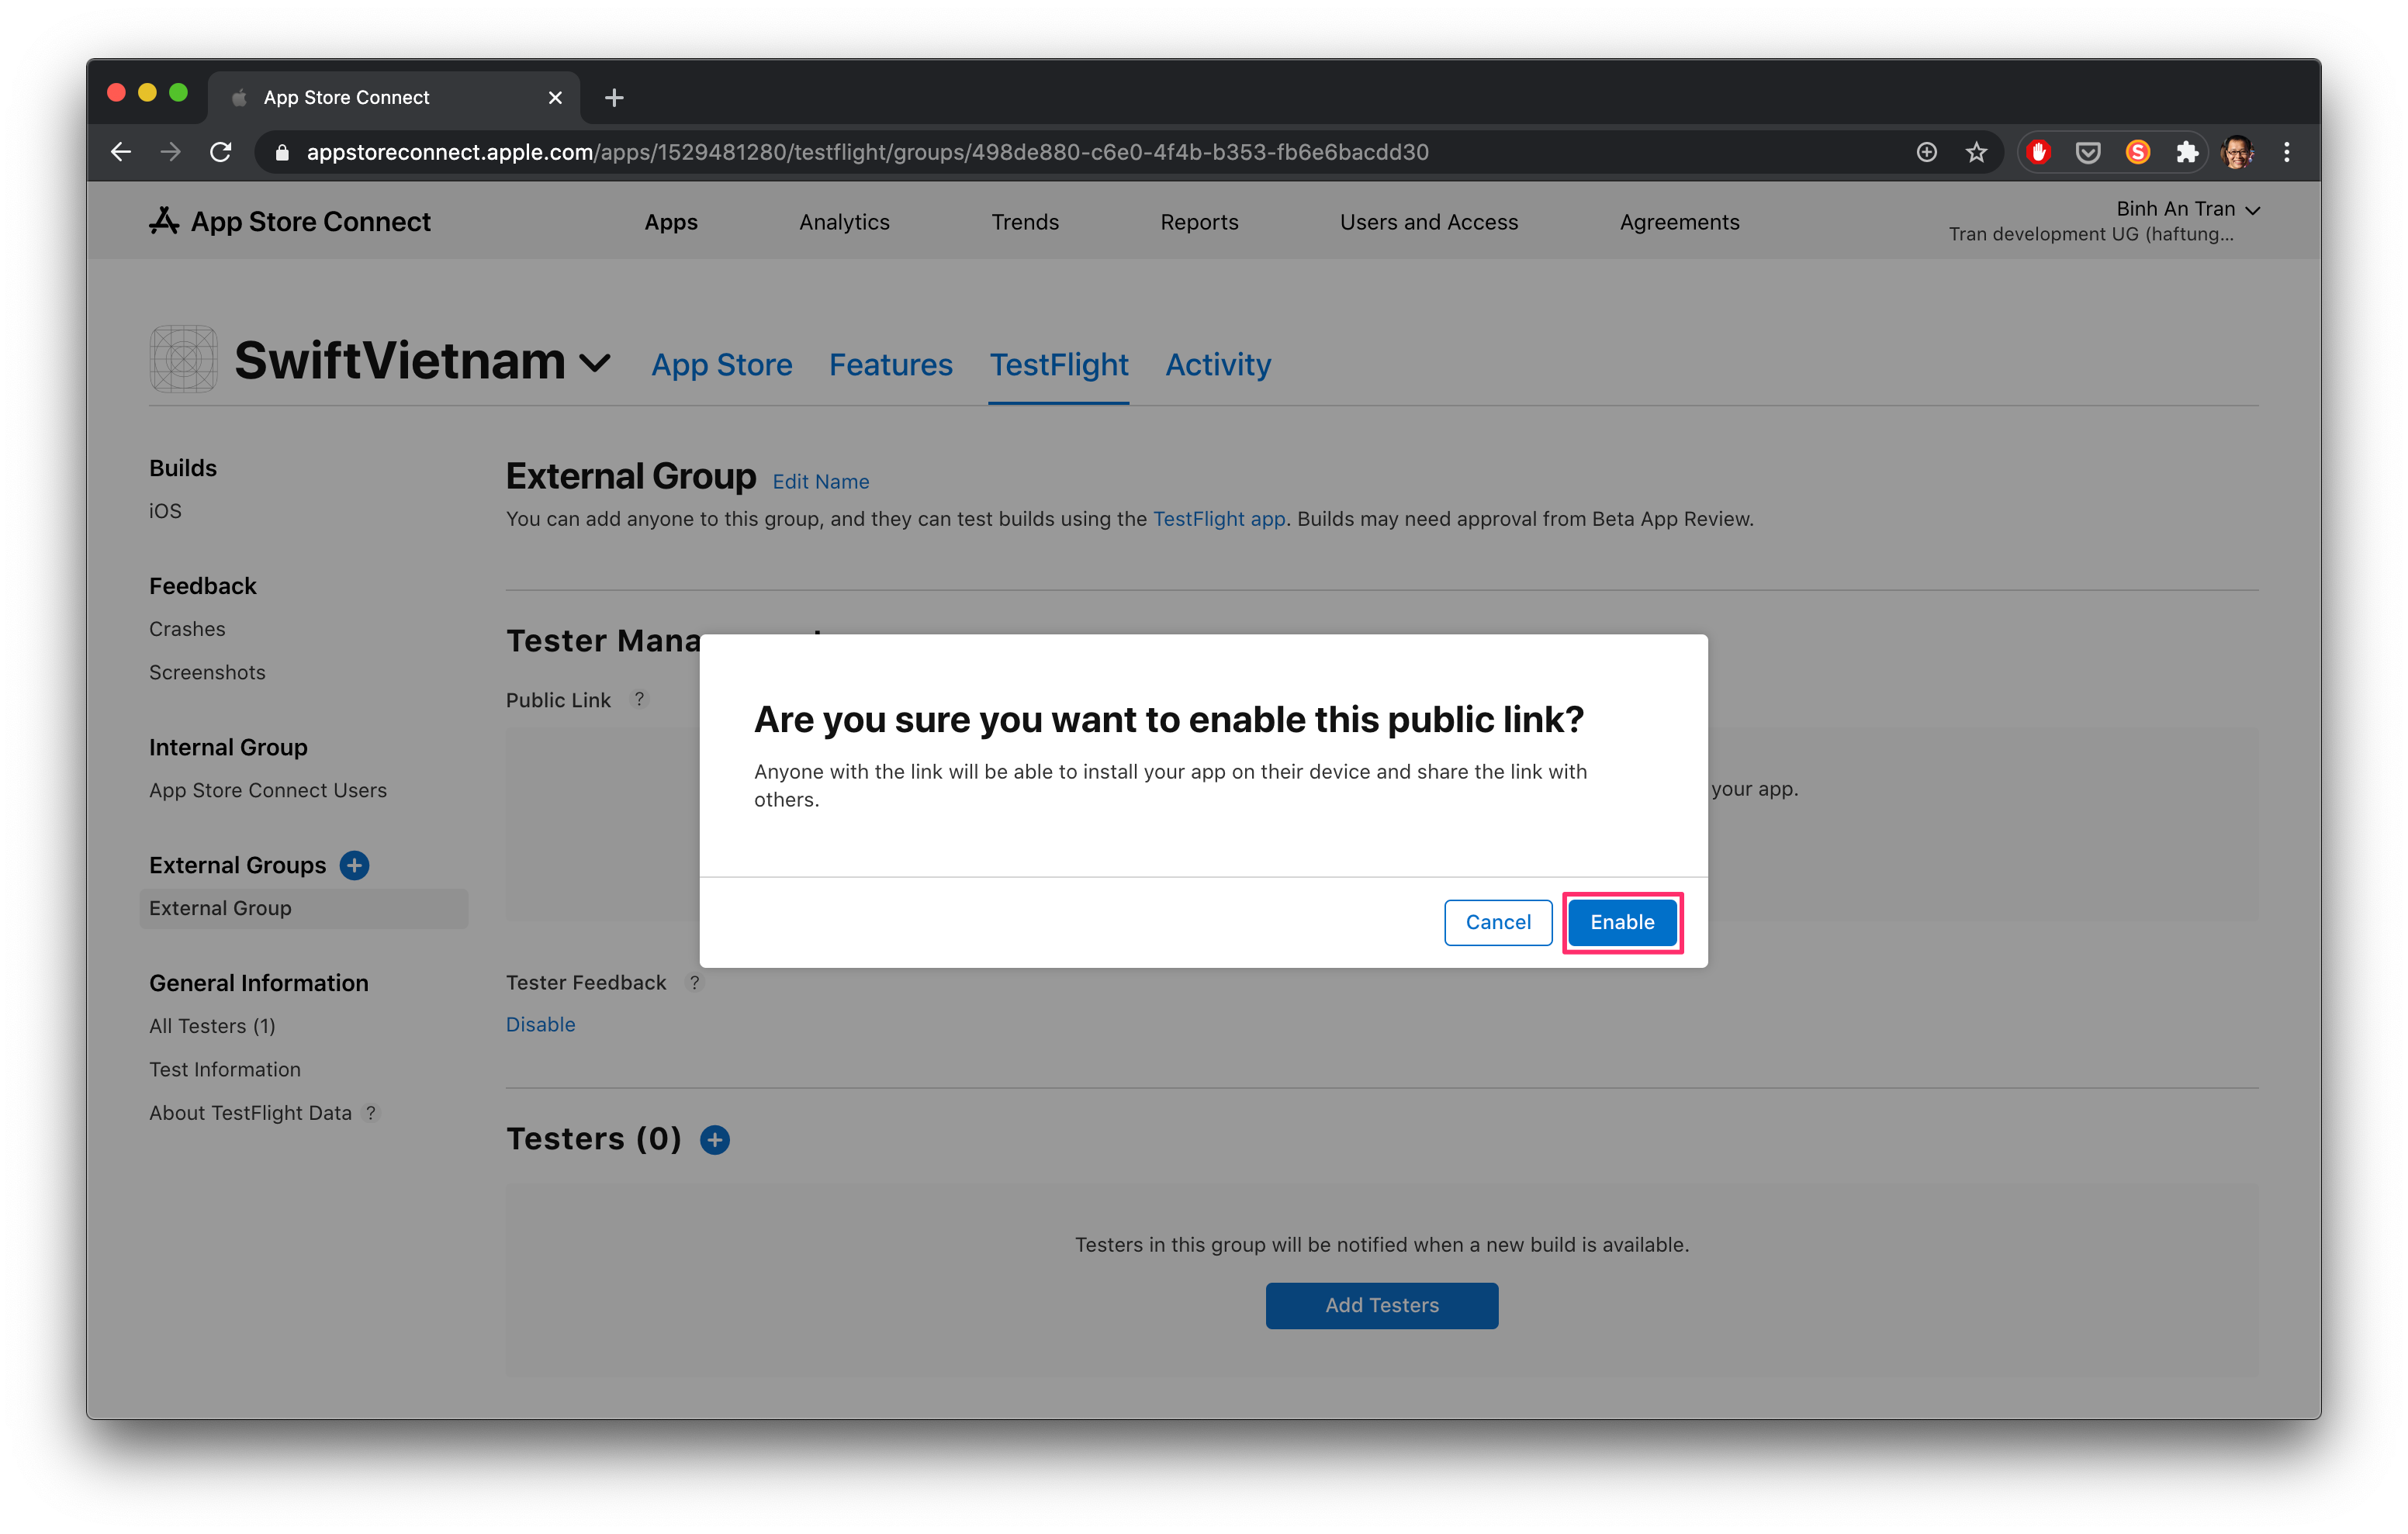 App Store Connect
appstoreconnect.apple.com/apps/1529481280/testflight/groups/498de880-c6e0-4f4b-b353-fb6e6bacdd30
S
App Store Connect
Apps
Analytics
Trends
Reports
Users and Access
Agreements
Binh An Tran
Tran development UG (haftung...
SwiftVietnam
App Store
Features
TestFlight
Activity
Builds
iOS
Feedback
Crashes
Screenshots
Internal Group
App Store Connect Users
External Groups
External Group
General Information
All Testers (1)
Test Information
About TestFlight Data ?
External Group Edit Name
You can add anyone to this group, and they can test builds using the TestFlight app. Builds may need approval from Beta App Review.
Tester Mana
Public Link ?
your app.
Are you sure you want to enable this public link?
Anyone with the link will be able to install your app on their device and share the link with
others.
Cancel
Enable
Tester Feedback ?
Disable
Testers (0)
Testers in this group will be notified when a new build is available.
Add Testers